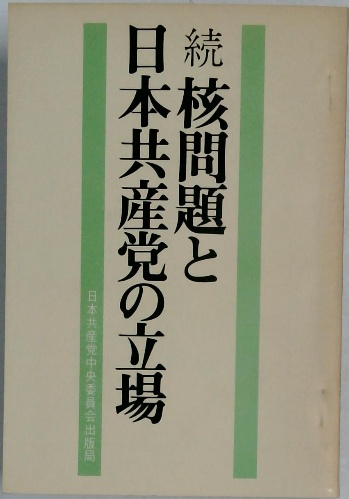 続 核問題と
日本共産党の立場
日本共産党中央委員会出版局